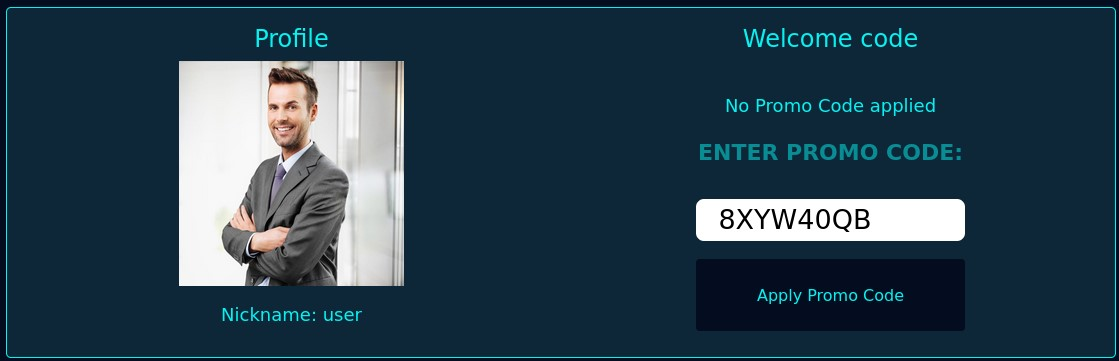 Profile
Nickname: user
Welcome code
No Promo Code applied
ENTER PROMO CODE:
8XYW40QB
Apply Promo Code